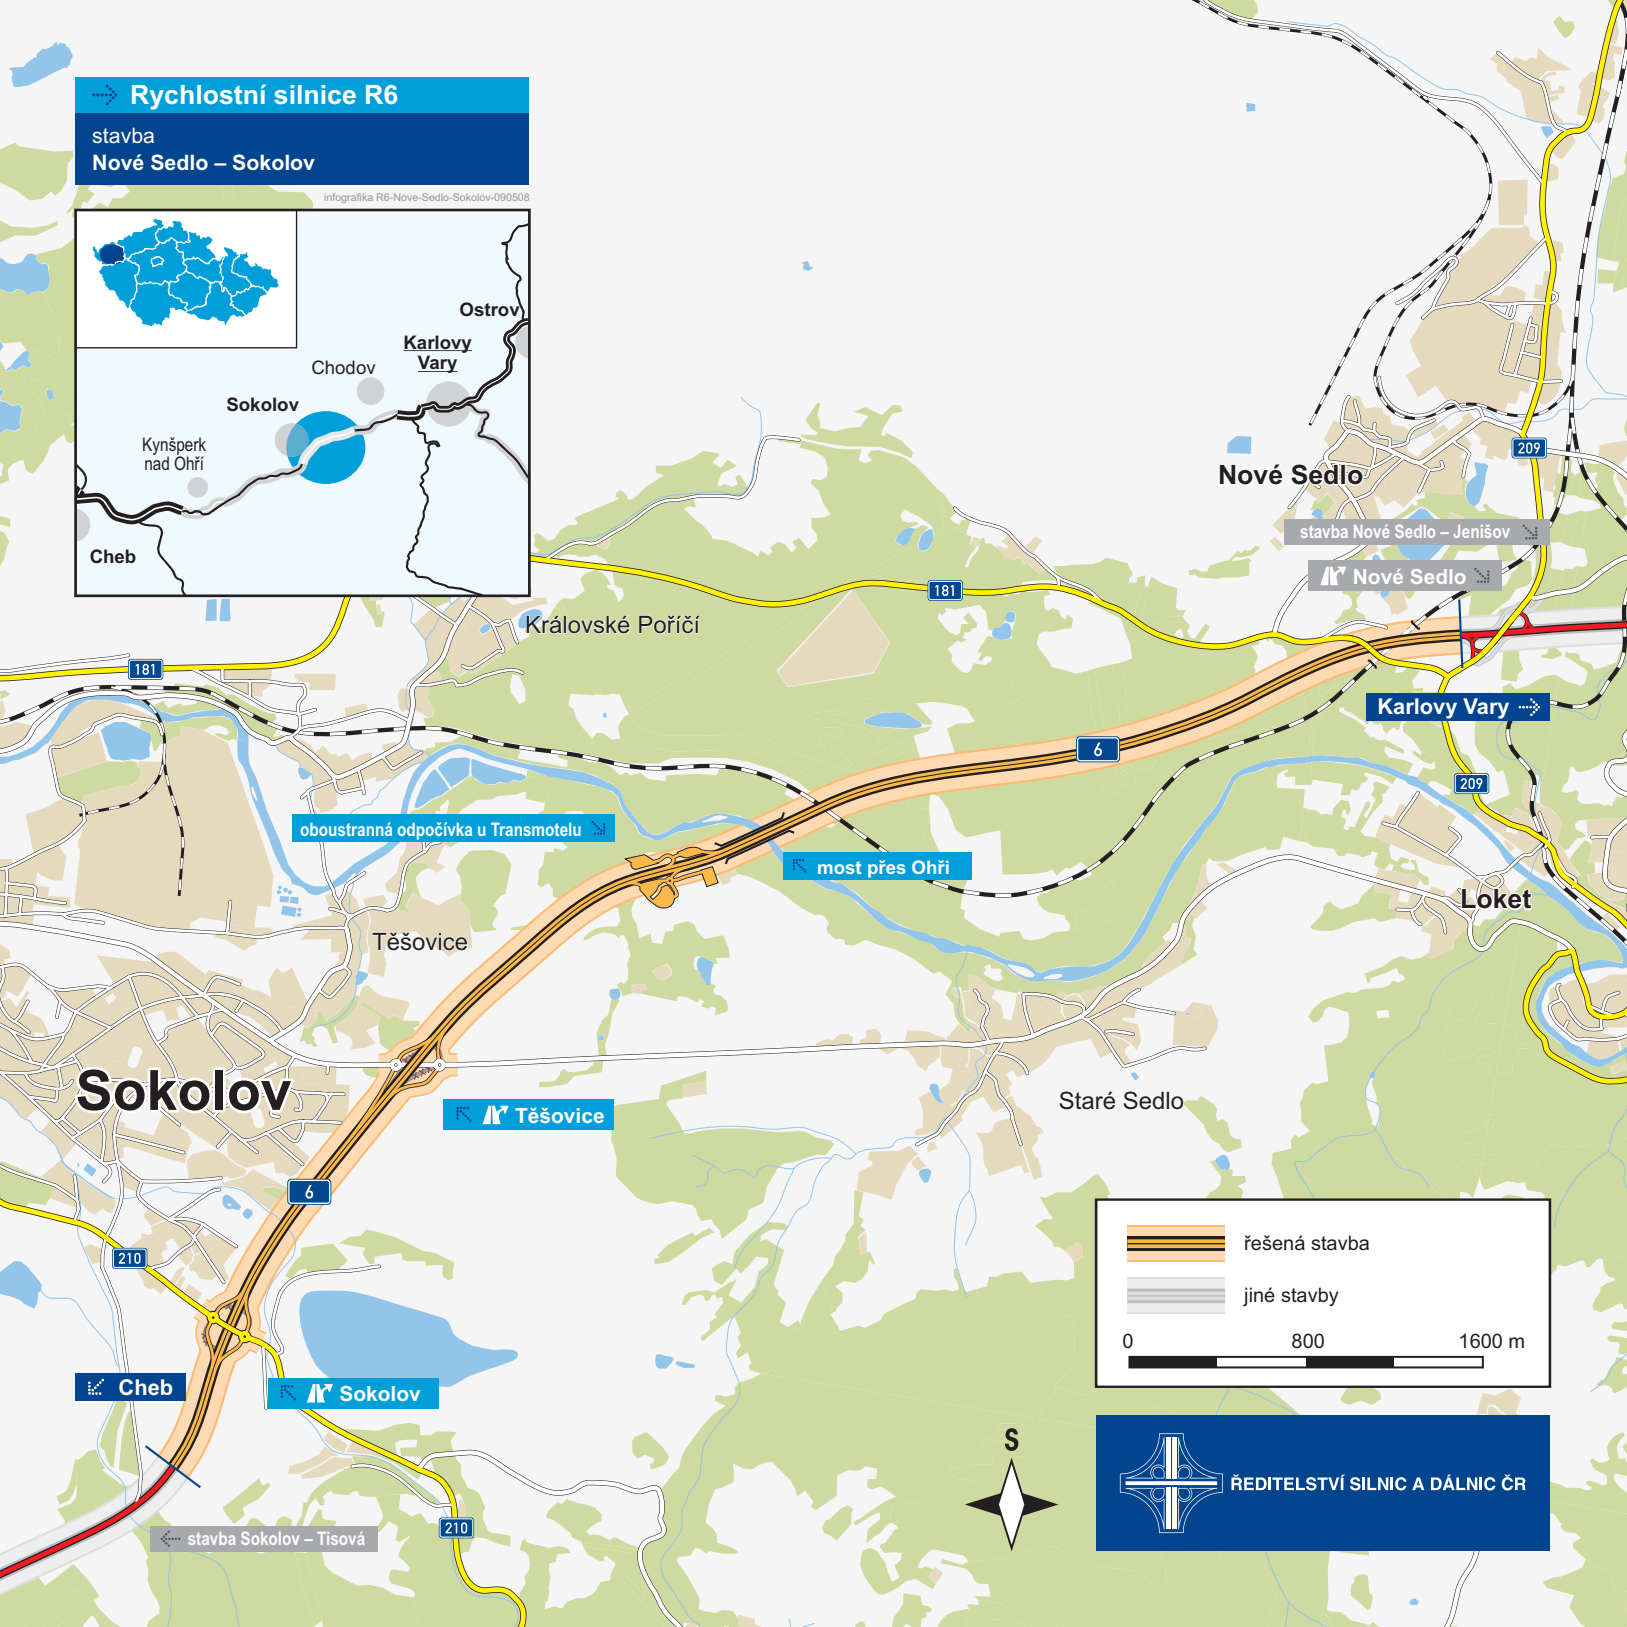 Rychlostní silnice R6
stavba
Nové Sedlo – Sokolov
infografika R6-Nove-Sedlo-Sokolov-090508
Ostrov
Karlovy
Vary
Chodov
Sokolov
Kynšperk
nad Ohří
Cheb
209
Nové Sedlo
stavba Nové Sedlo – Jenišov
Nové Sedlo
181
Královské Poříčí
181
Karlovy Vary
6
209
oboustranná odpočívka u Transmotelu
most přes Ohři
Loket
Těšovice
Sokolov
Staré Sedlo
Těšovice
6
210
řešená stavba
jiné stavby
0 800 1600 m
Cheb
Sokolov
S
ŘEDITELSTVÍ SILNIC A DÁLNIC ČR
210
stavba Sokolov – Tisová